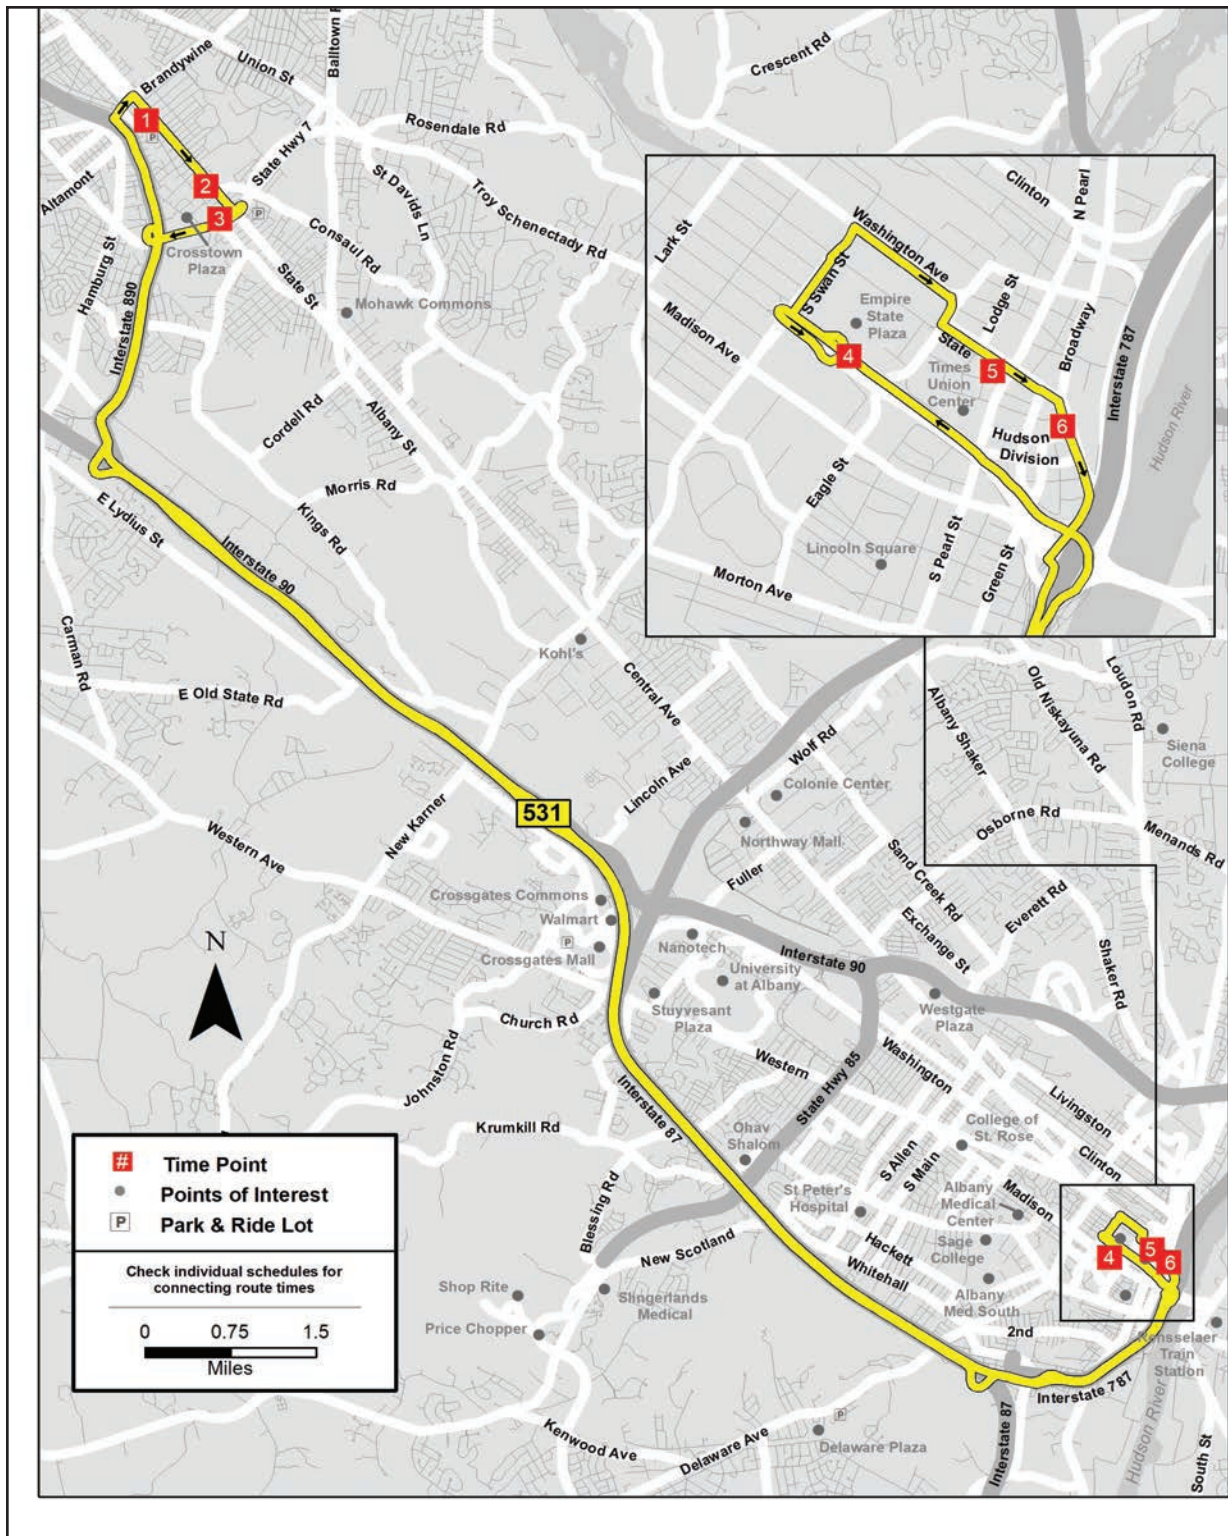 Brandywine
Union St
Balltown R
Crescent Rd
1
P
2
State Hwy 7
Rosendale Rd
Altamont
3
P
St Davids Ln
Troy Schenectady Rd
Crosstown
Plaza
Consaul Rd
Hamburg St
State St
Mohawk Commons
Interstate 890
Cordell Rd
Albany St
Morris Rd
E Lydius St
Kings Rd
Interstate 90
Carman Rd
Kohl's
E Old State Rd
Central Ave
Clinton
N Pearl
Lark St
Washington Ave
S Swan St
Empire
State
Plaza
Lodge St
Madison Ave
Broadway
State
4
5
Times
Union
Center
Interstate 787
Hudson River
6
Hudson
Division
Eagle St
Lincoln Square
S Pearl St
Green St
Morton Ave
Albany Shaker
Old Niskayuna Rd
Loudon Rd
Siena
College
Wolf Rd
Lincoln Ave
Colonie Center
531
New Karner
Western Ave
Northway Mall
Osborne Rd
Menands Rd
Fuller
Sand Creek Rd
Everett Rd
Exchange St
Crossgates Commons
Walmart
P
Crossgates Mall
Nanotech
Interstate 90
University
at Albany
Shaker Rd
N
Stuyvesant
Plaza
Westgate
Plaza
Church Rd
Johnston Rd
Western
Washington
State Hwy 85
Interstate 87
Livingston
Krumkill Rd
Ohav
Shalom
College of
St. Rose
S Allen
S Main
Clinton
St Peter's
Hospital
Albany
Medical
Center
Madison
Blessing Rd
New Scotland
Hackett
Sage
College
Whitehall
4
5
6
Shop Rite
Slingerlands
Medical
Albany
Med South
Price Chopper
2nd
Rensselaer
Train
Station
Interstate 787
Interstate 87
Hudson River
P
Kenwood Ave
Delaware Ave
Delaware Plaza
South St
# Time Point
Points of Interest
P Park & Ride Lot
Check individual schedules for
connecting route times
0 0.75 1.5
Miles